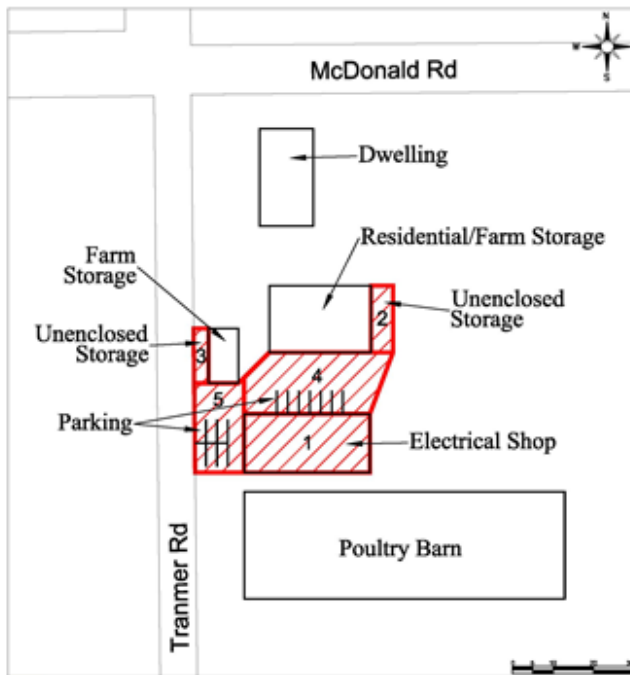 N
W
E
S
McDonald Rd
Dwelling
Residential/Farm Storage
Farm
Storage
Unenclosed
Storage
2
Unenclosed
Storage
3
4
5
Parking
1
Electrical Shop
Poultry Barn
Tranmer Rd